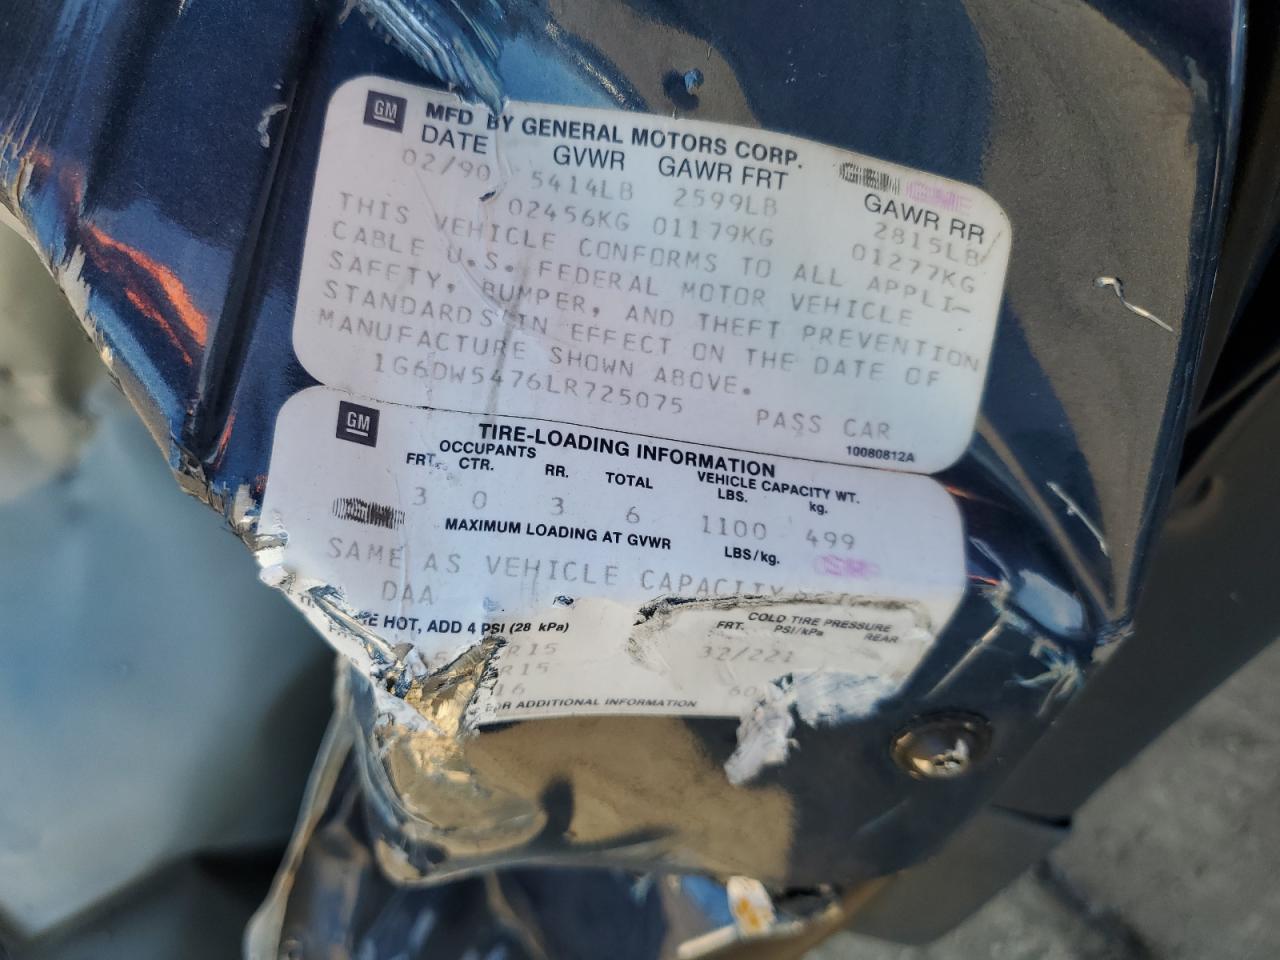 GM MFD BY GENERAL MOTORS CORP.
DATE GVWR GAWR FRT GAWR RR
02/90 5414LB 2599LB 2815LB
02456KG 01179KG 01277KG
THIS VEHICLE CONFORMS TO ALL APPLI-
CABLE U.S. FEDERAL MOTOR VEHICLE
SAFETY, BUMPER, AND THEFT PREVENTION
STANDARDS IN EFFECT ON THE DATE OF
MANUFACTURE SHOWN ABOVE.
1G6DW5476LR725075 PASS CAR
10080812A
GM TIRE-LOADING INFORMATION
OCCUPANTS VEHICLE CAPACITY WT.
FRT. CTR. RR. TOTAL LBS. kg.
3 0 3 6 1100 499
MAXIMUM LOADING AT GVWR LBS/kg.
SAME AS VEHICLE CAPACITY
DAA
COLD TIRE PRESSURE
HOT, ADD 4 PSI (28 kPa) FRT. PSI/kPa REAR
R15 32/221
R15
16 60
ADDITIONAL INFORMATION